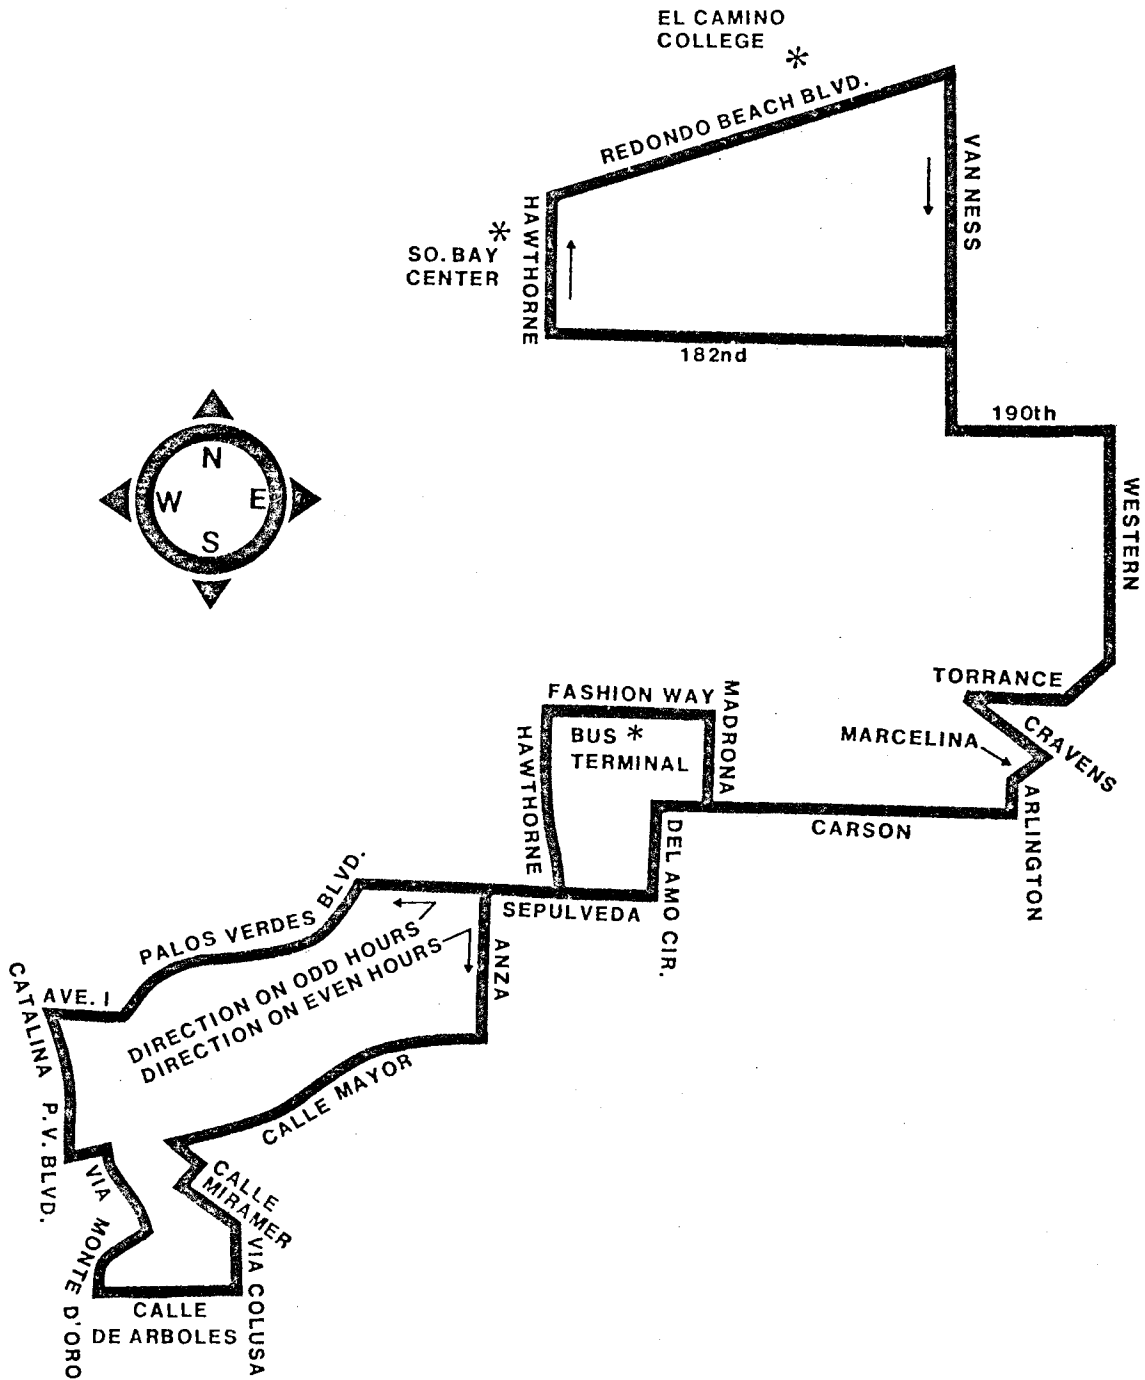 EL CAMINO
COLLEGE
REDONDO BEACH BLVD.
VAN NESS
HAWTHORNE
SO. BAY
CENTER
182nd
190th
N
W E
S
WESTERN
TORRANCE
CRAVENS
MARCELINA
ARLINGTON
FASHION WAY
MADRONA
HAWTHORNE
BUS
TERMINAL
CARSON
DEL AMO CIR.
SEPULVEDA
PALOS VERDES BLVD.
ANZA
DIRECTION ON ODD HOURS
DIRECTION ON EVEN HOURS
AVE. I
CATALINA
P.V. BLVD.
CALLE MAYOR
CALLE
MIRAMER
VIA MONTE D'ORO
VIA COLUSA
CALLE
DE ARBOLES